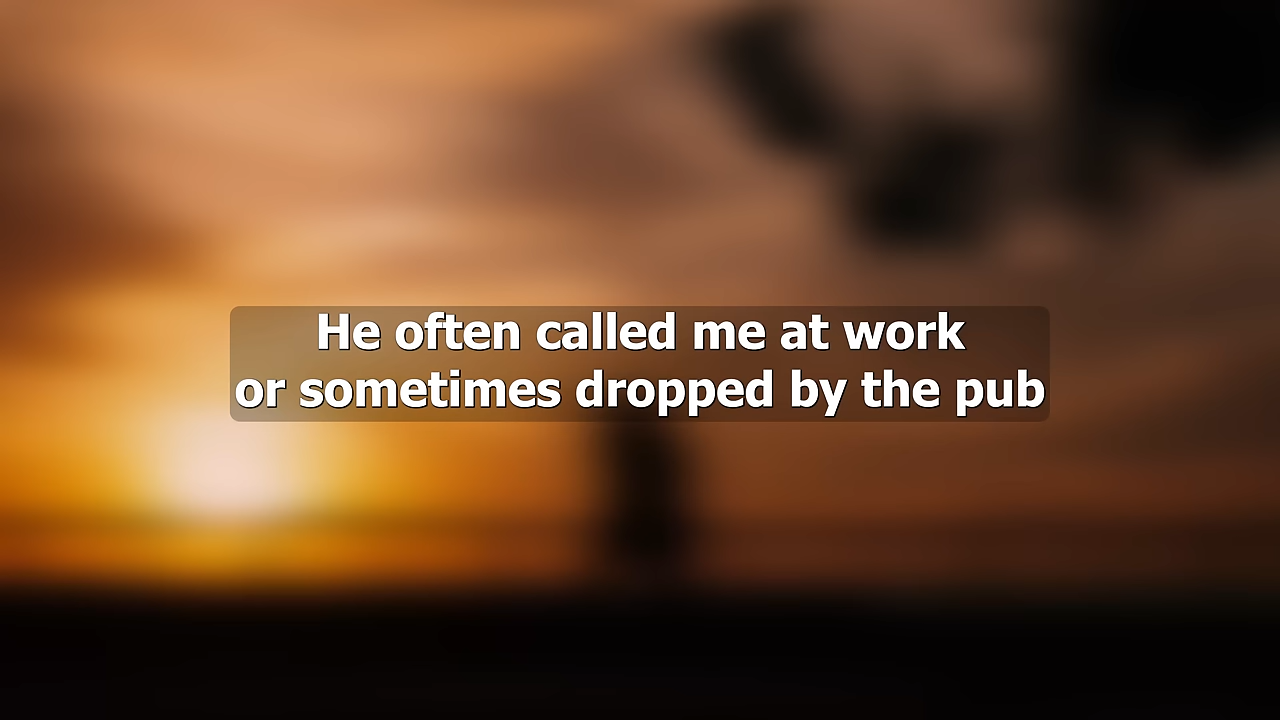 He often called me at work
or sometimes dropped by the pub